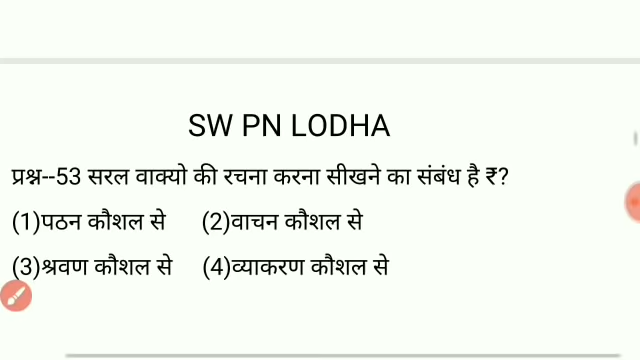 SW PN LODHA
प्रश्न--53 सरल वाक्यो की रचना करना सीखने का संबंध है ₹?
(1)पठन कौशल से (2)वाचन कौशल से
(3)श्रवण कौशल से (4)व्याकरण कौशल से